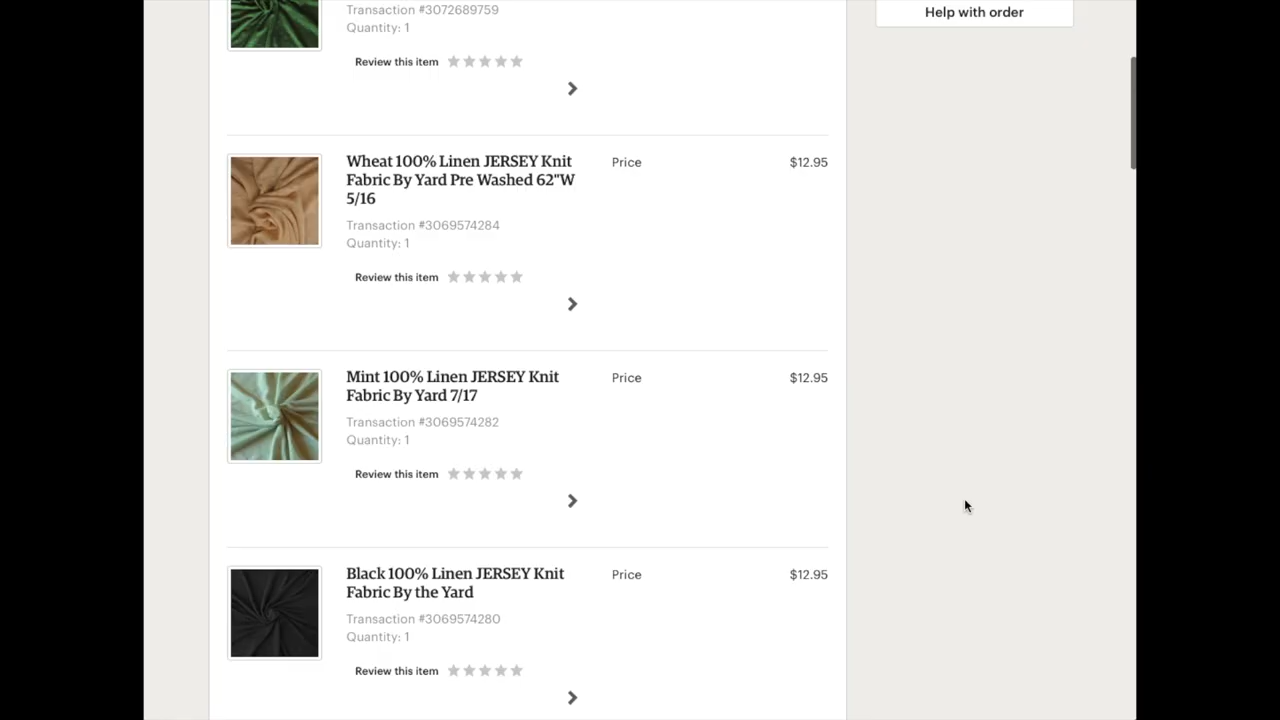 Transaction #3072689759
Quantity: 1
Review this item
Help with order
Wheat 100% Linen JERSEY Knit
Fabric By Yard Pre Washed 62"W
5/16
Price
$12.95
Transaction #3069574284
Quantity: 1
Review this item
Mint 100% Linen JERSEY Knit
Fabric By Yard 7/17
Price
$12.95
Transaction #3069574282
Quantity: 1
Review this item
Black 100% Linen JERSEY Knit
Fabric By the Yard
Price
$12.95
Transaction #3069574280
Quantity: 1
Review this item